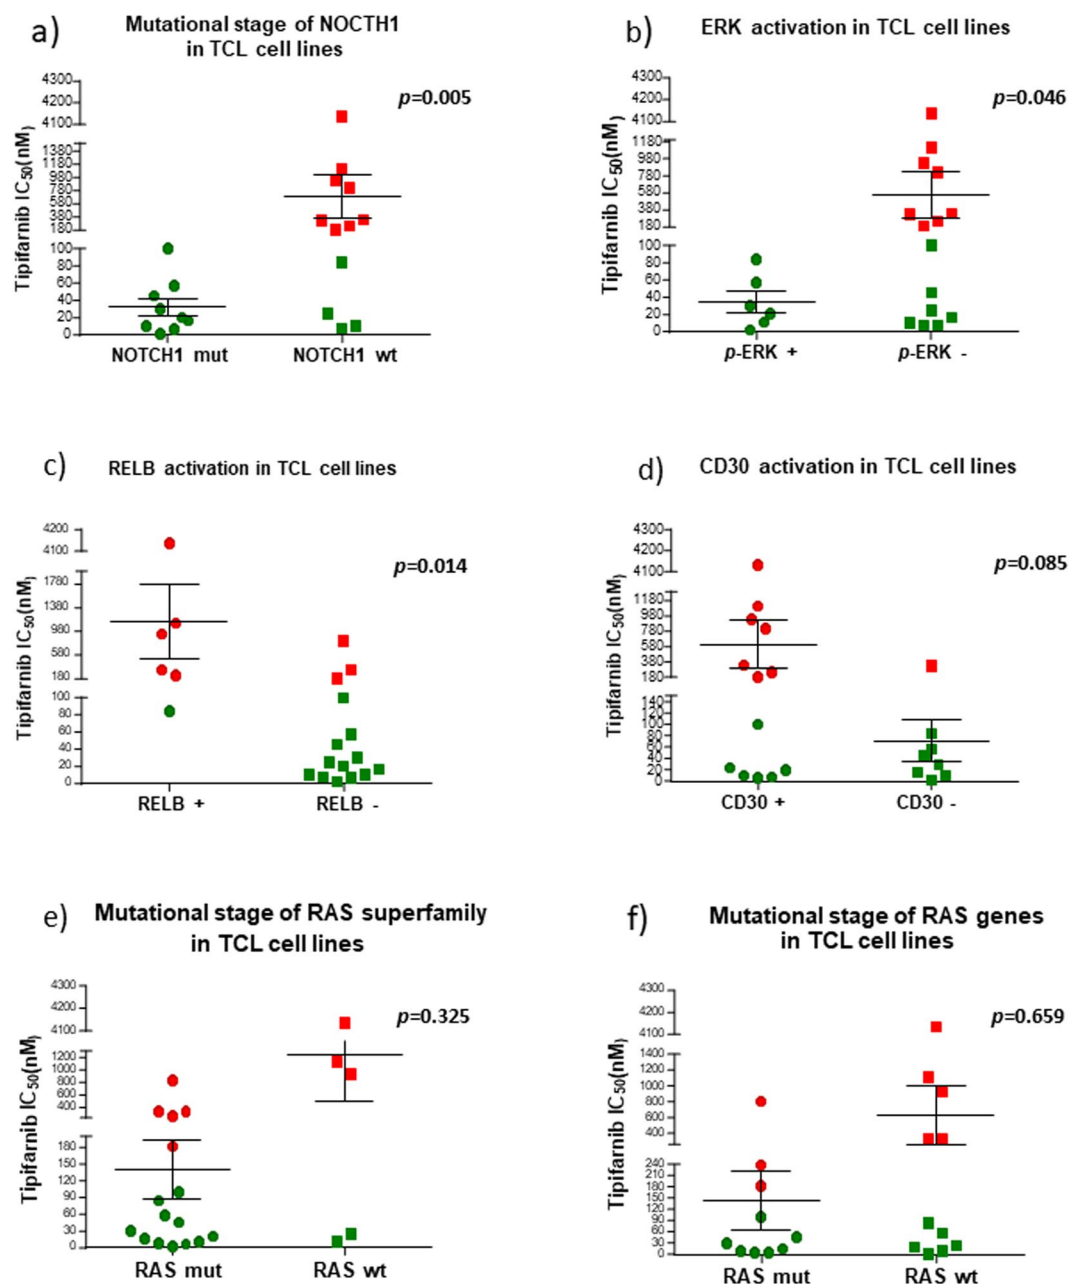 a)
Mutational stage of NOCTH1
in TCL cell lines
p=0.005
Tipifarnib IC50(nM)
4300
4200
4100
1380
1180
980
780
580
380
180
100
80
60
40
20
0
NOTCH1 mut
NOTCH1 wt
b)
ERK activation in TCL cell lines
p=0.046
Tipifarnib IC50(nM)
4300
4200
4100
1180
980
780
580
380
180
100
80
60
40
20
0
p-ERK +
p-ERK -
c)
RELB activation in TCL cell lines
p=0.014
Tipifarnib IC50(nM)
4200
4100
1780
1380
980
580
180
100
80
60
40
20
0
RELB +
RELB -
d)
CD30 activation in TCL cell lines
p=0.085
Tipifarnib IC50(nM)
4300
4200
4100
1180
980
780
580
380
180
140
120
100
80
60
40
20
0
CD30 +
CD30 -
e)
Mutational stage of RAS superfamily
in TCL cell lines
p=0.325
Tipifarnib IC50(nM)
4300
4200
4100
1200
1000
800
600
400
180
150
120
90
60
30
0
RAS mut
RAS wt
f)
Mutational stage of RAS genes
in TCL cell lines
p=0.659
Tipifarnib IC50(nM)
4300
4200
4100
1400
1200
1000
800
600
400
240
210
180
150
120
90
60
30
0
RAS mut
RAS wt